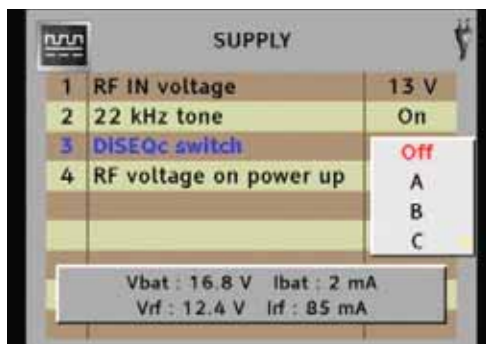 SUPPLY
1 RF IN voltage 13 V
2 22 kHz tone On
3 DiSEQc switch Off
4 RF voltage on power up A
B
C
Vbat : 16.8 V Ibat : 2 mA
Vrf : 12.4 V Irf : 85 mA